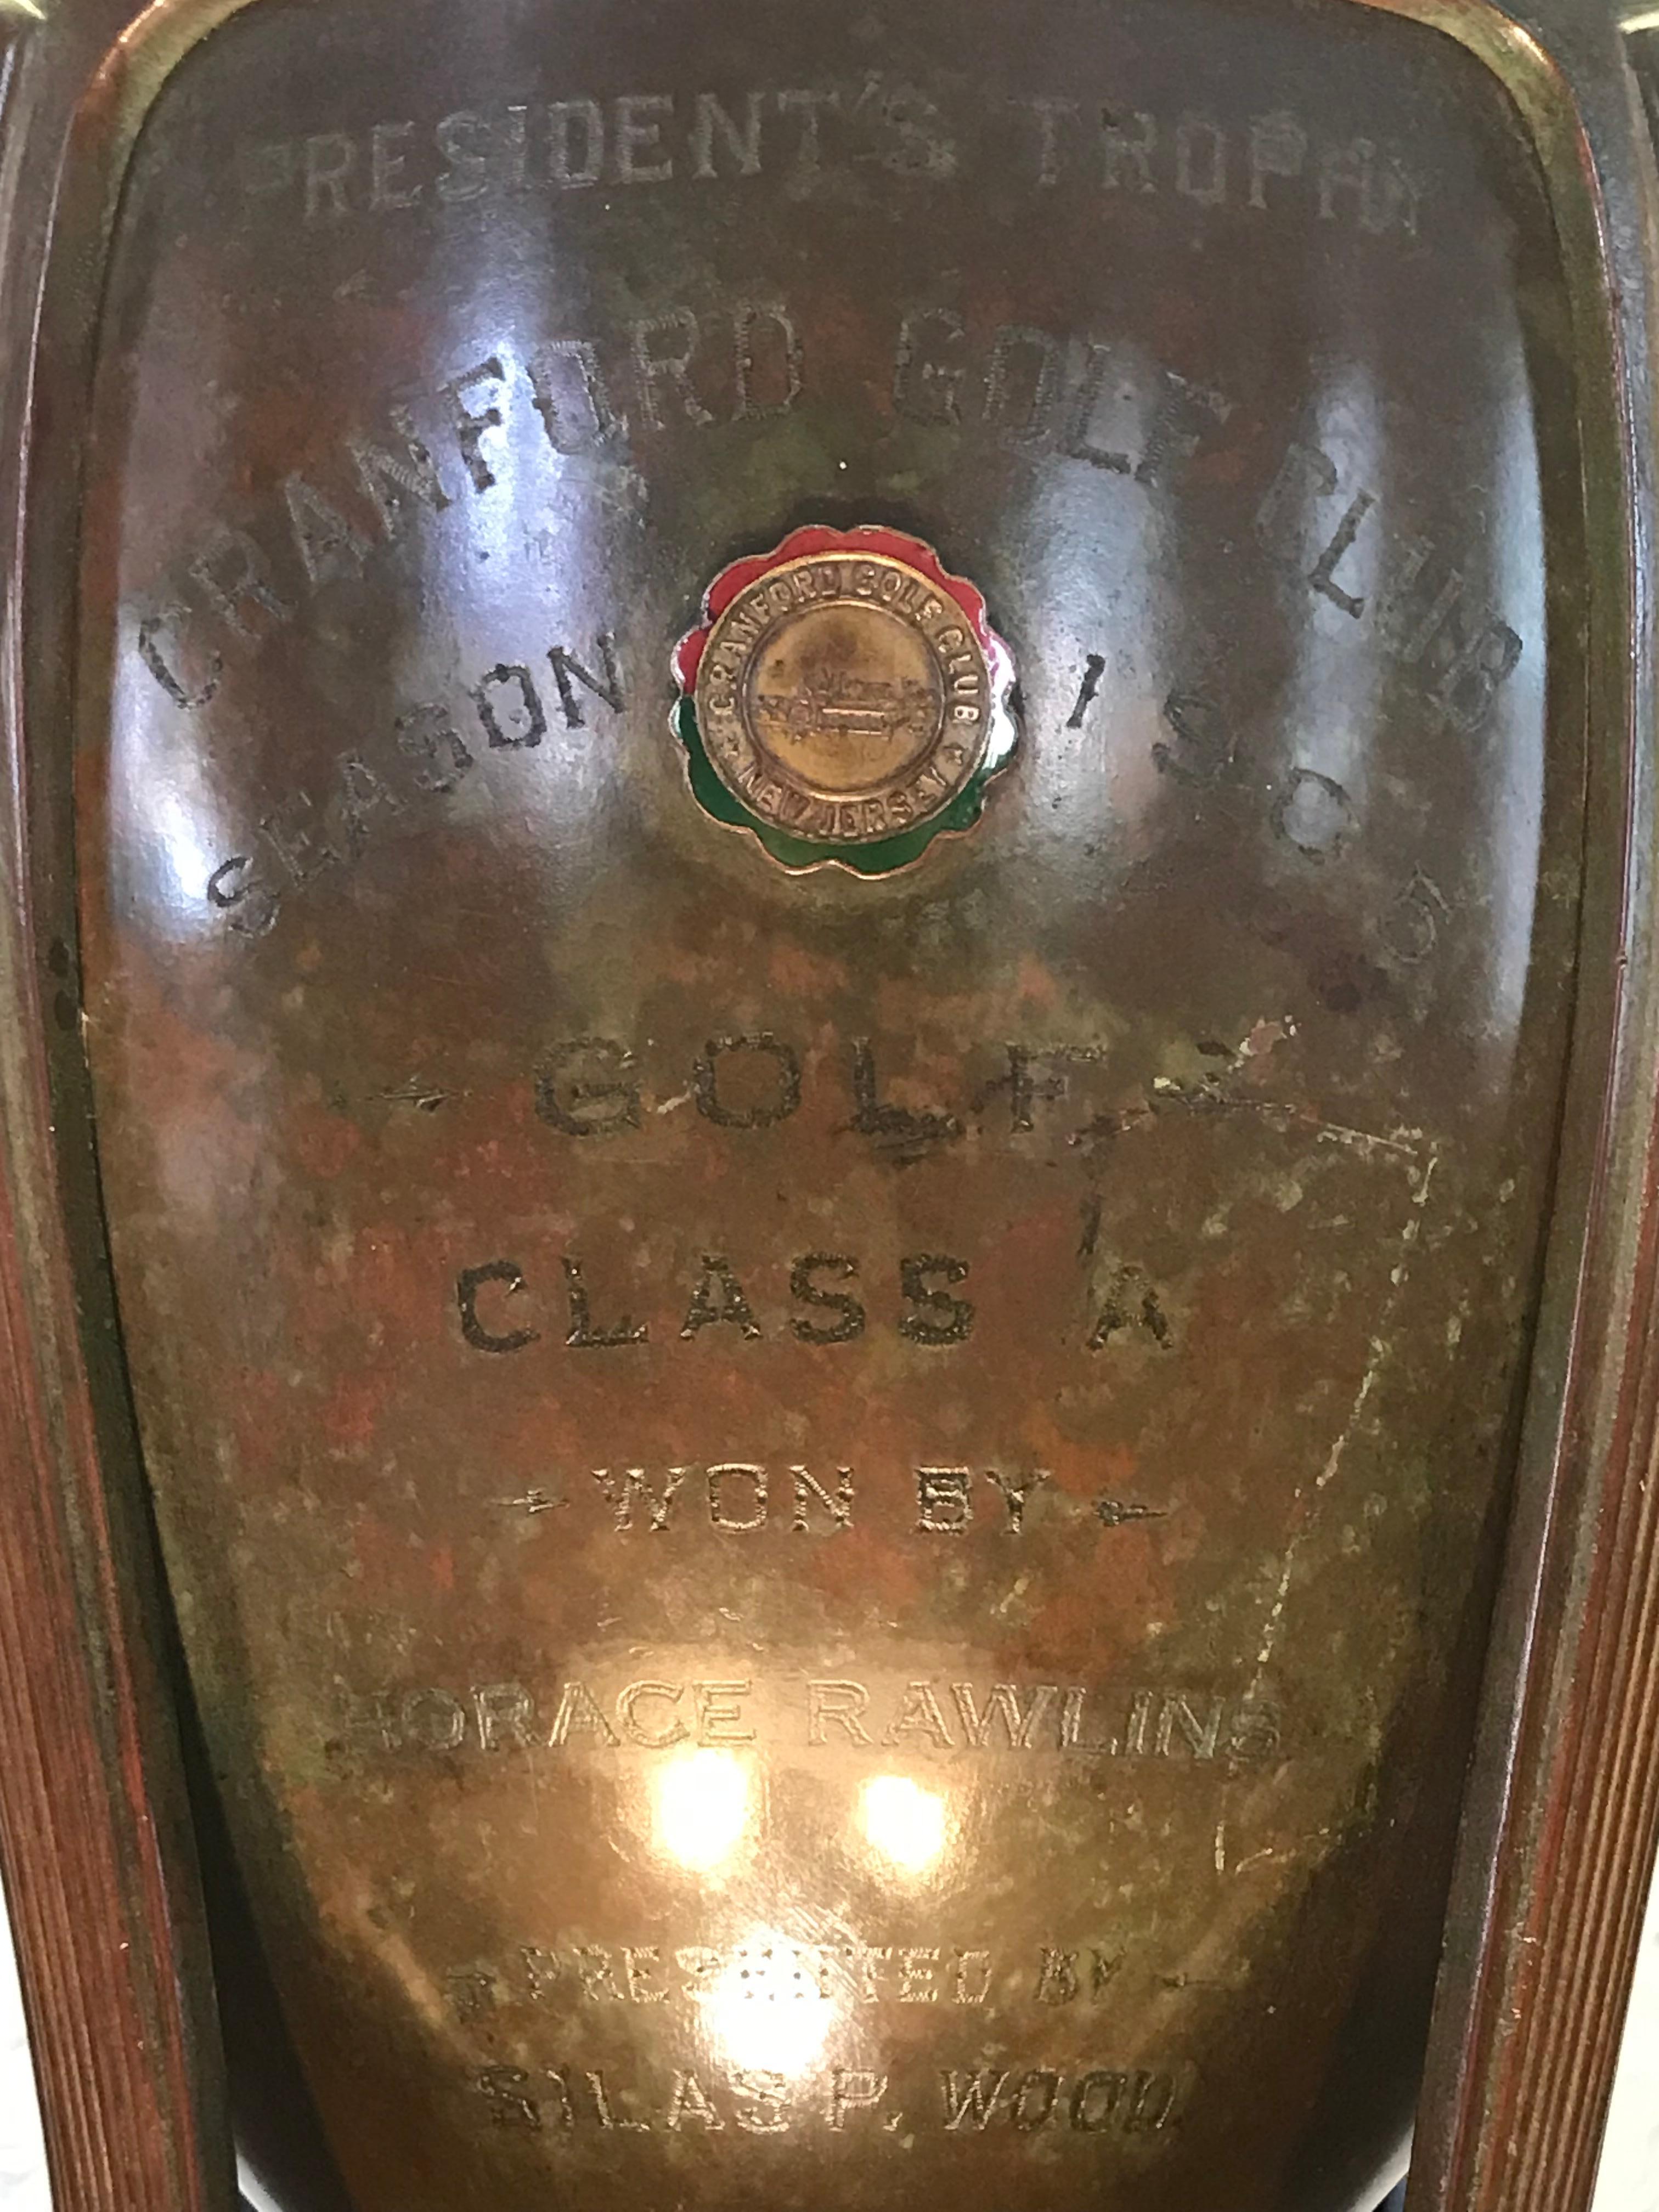 PRESIDENT'S TROPHY
CRANFORD GOLF CLUB
SEASON 1905
CRANFORD GOLF CLUB
NEW JERSEY
GOLF
CLASS A
WON BY
HORACE RAWLINS
PRESENTED BY
SILAS P. WOOD.